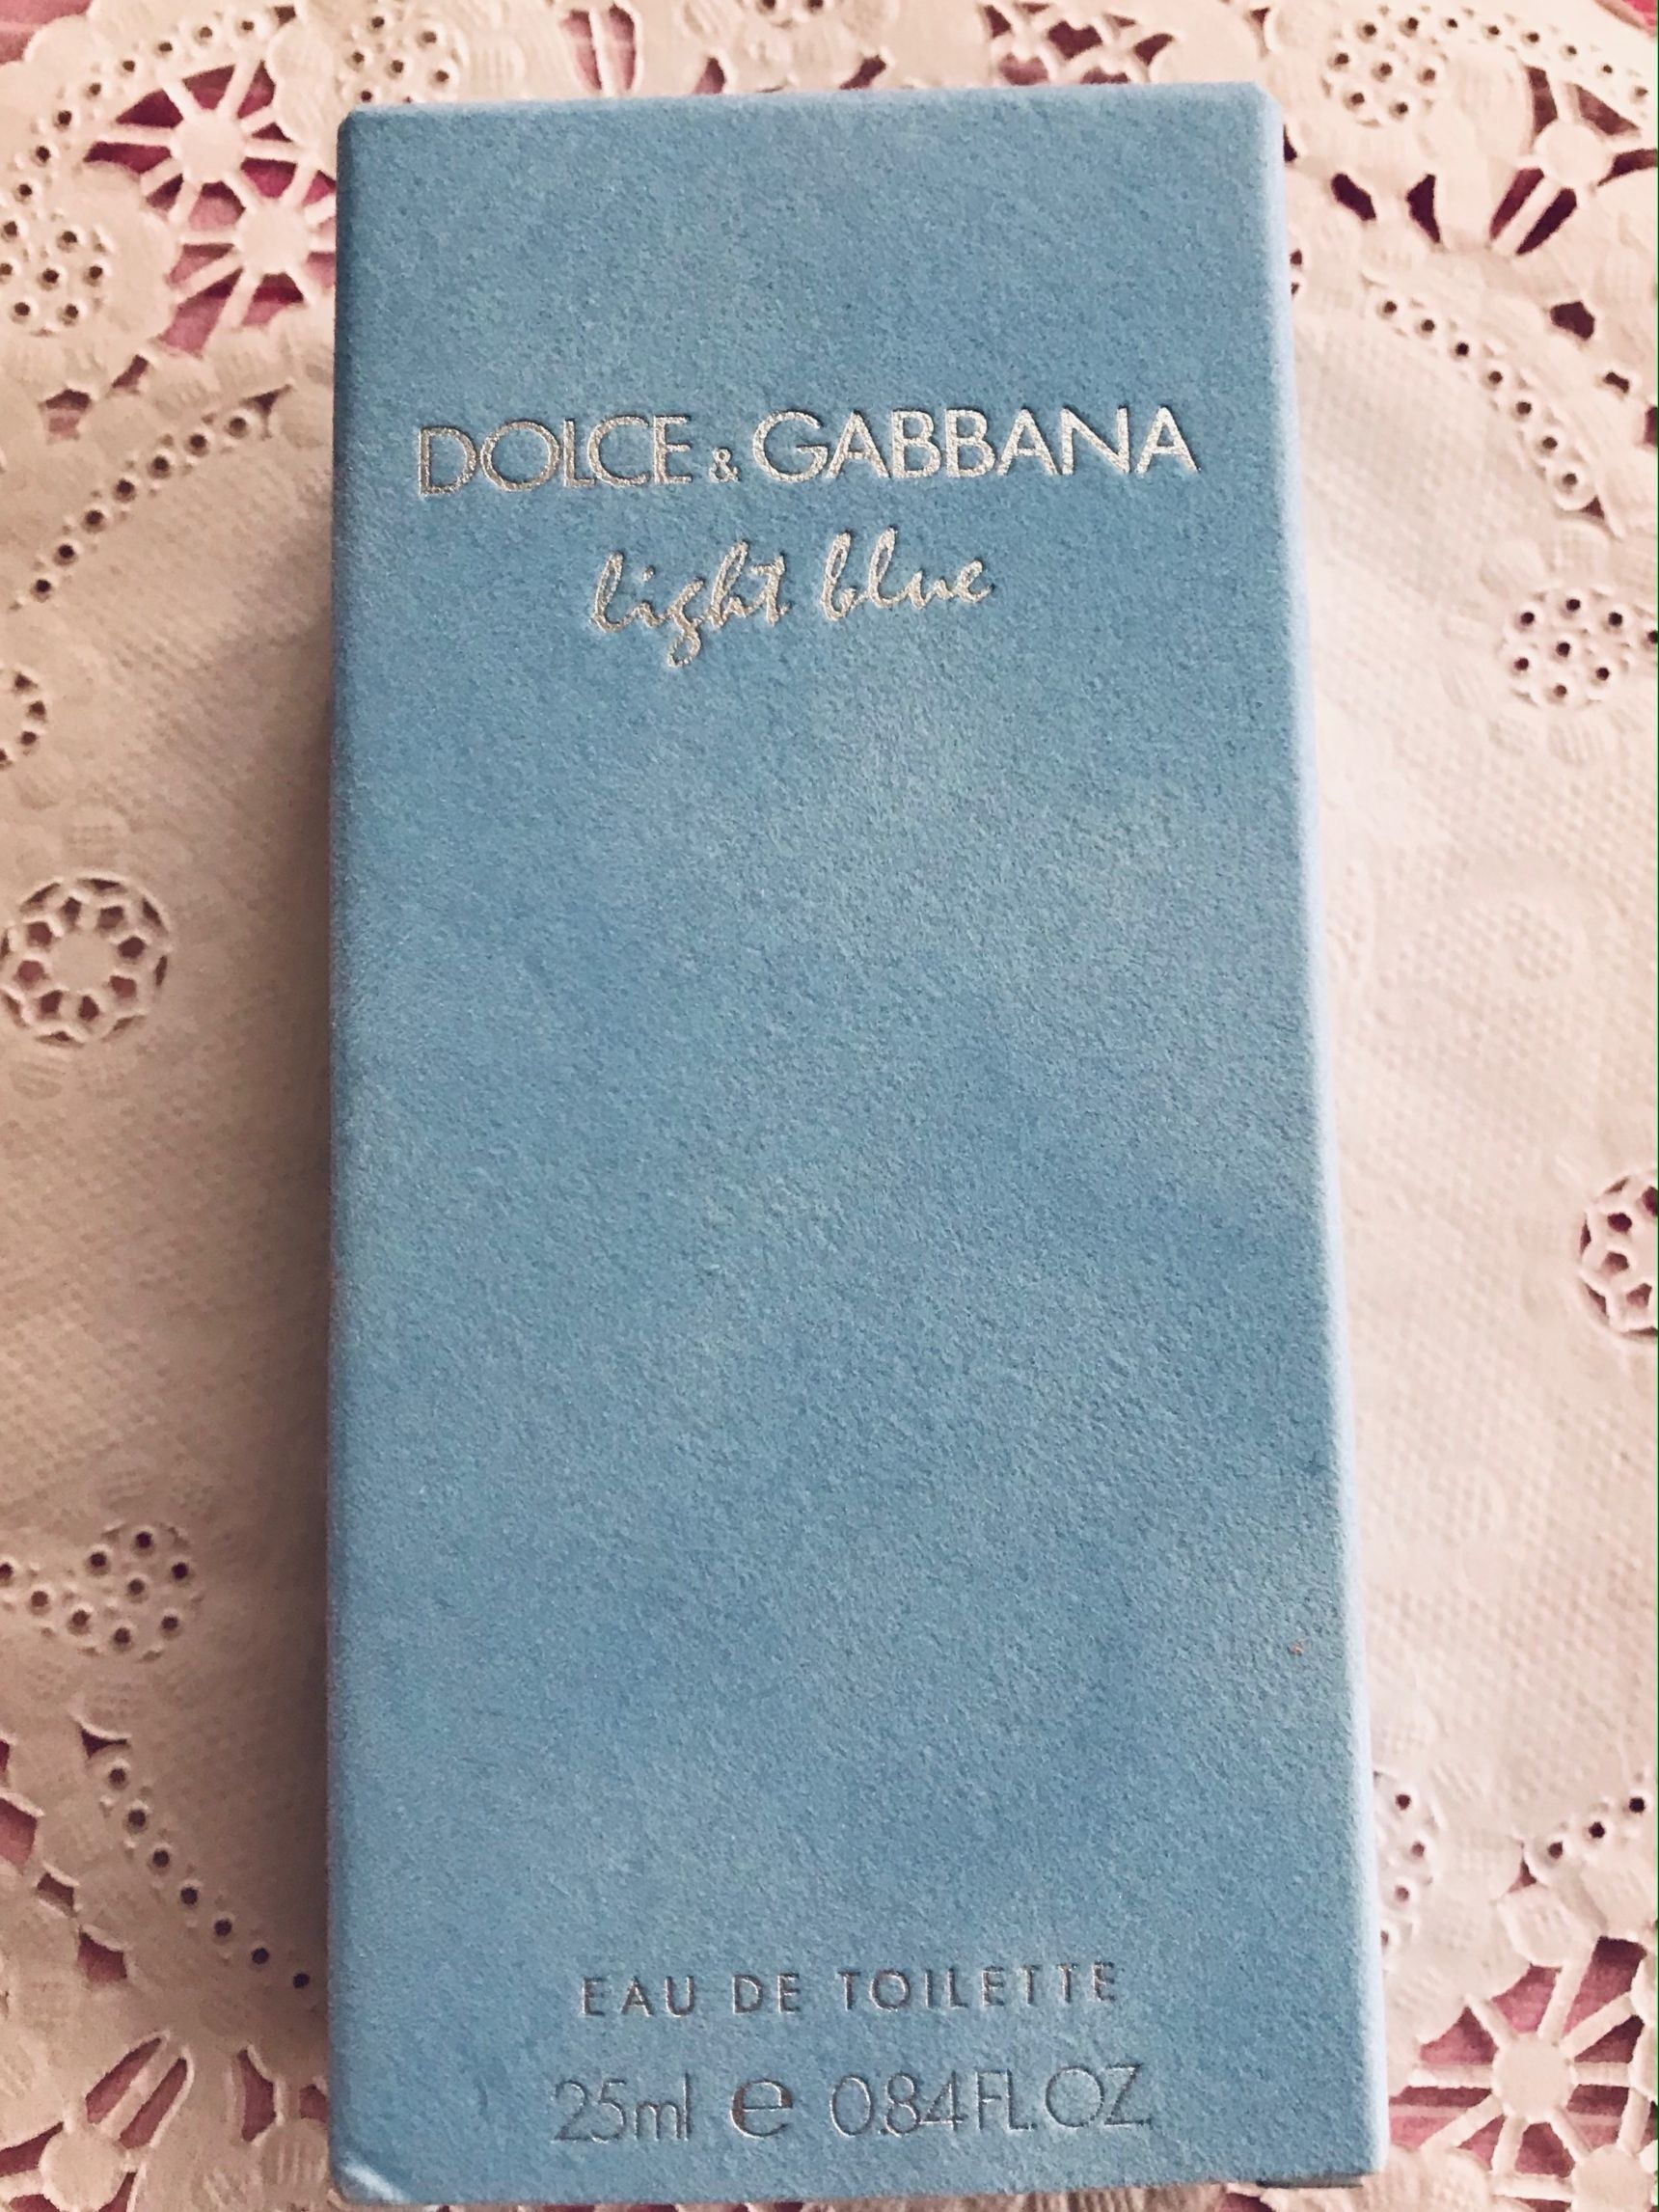 DOLCE & GABBANA
light blue
EAU DE TOILETTE
25ml e 0.84FL.OZ.